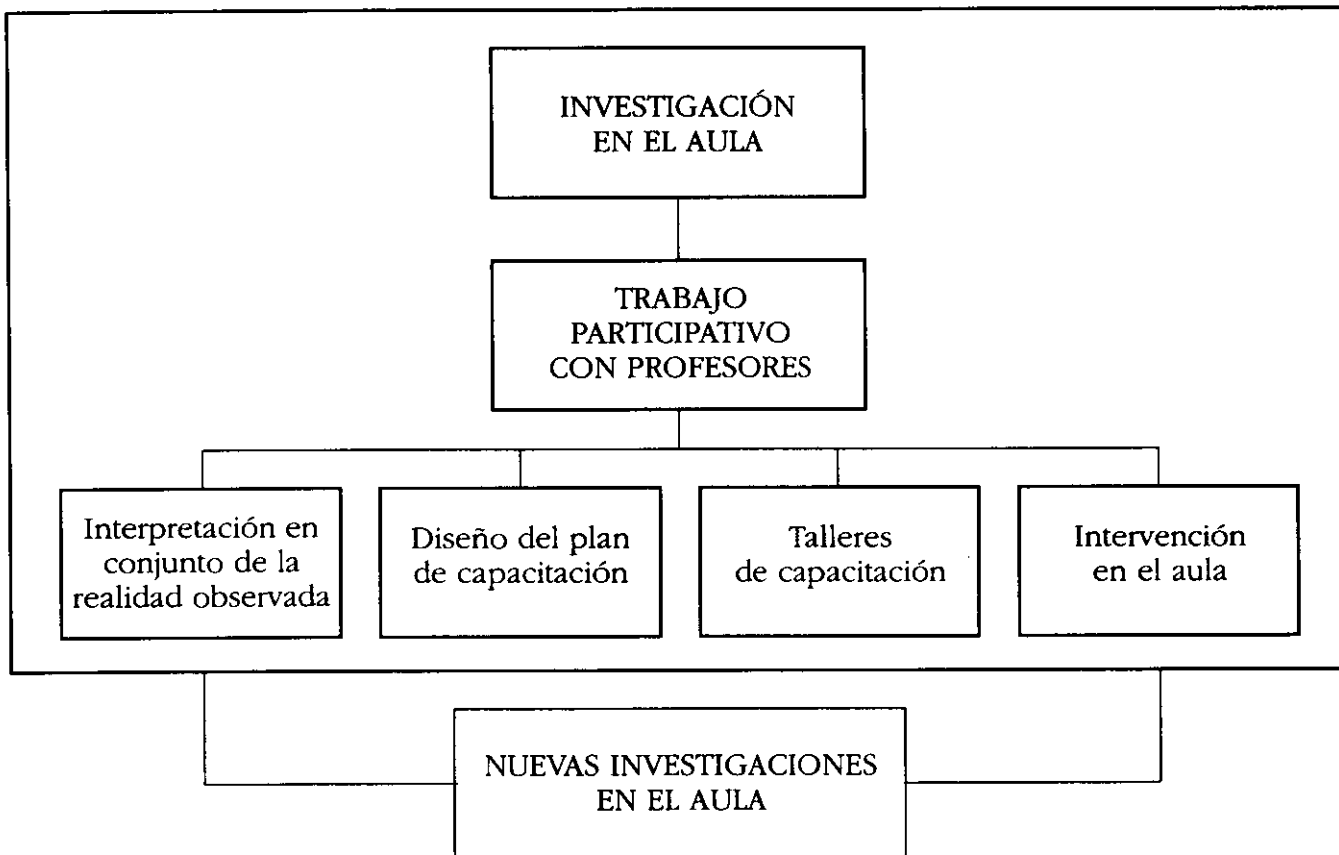 INVESTIGACIÓN
EN EL AULA
TRABAJO
PARTICIPATIVO
CON PROFESORES
Interpretación en
conjunto de la
realidad observada
Diseño del plan
de capacitación
Talleres
de capacitación
Intervención
en el aula
NUEVAS INVESTIGACIONES
EN EL AULA